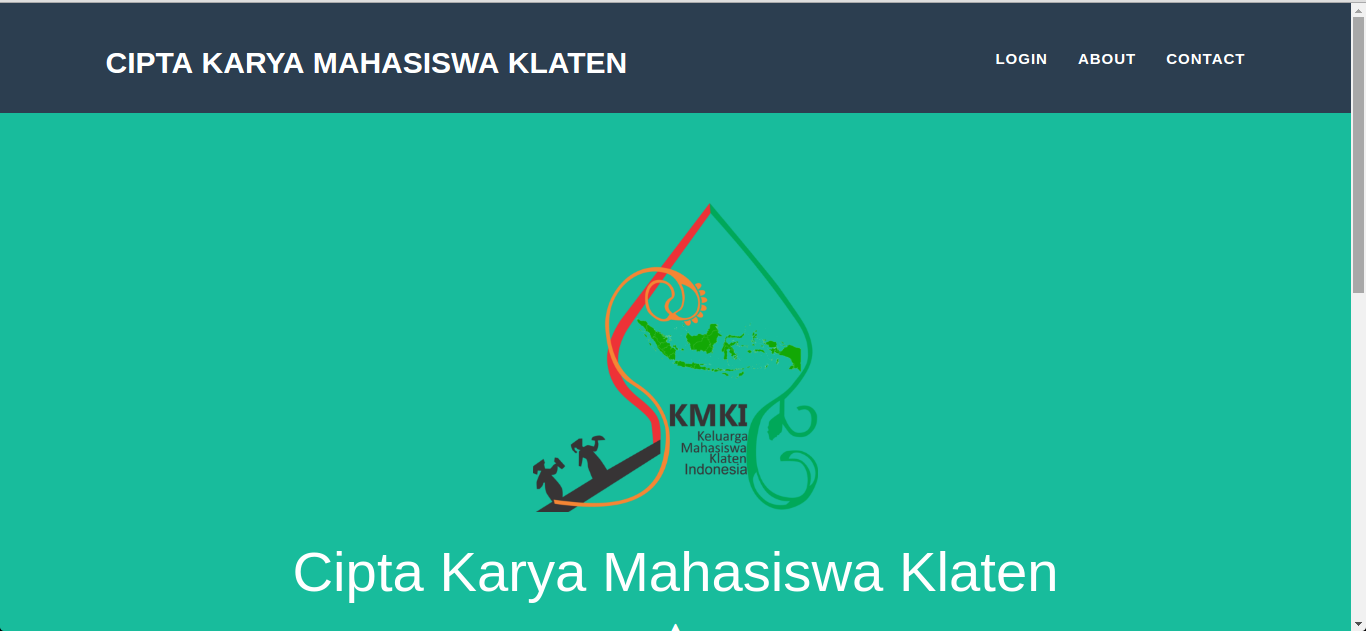 CIPTA KARYA MAHASISWA KLATEN
LOGIN ABOUT CONTACT
KMKI
Keluarga
Mahasiswa
Klaten
Indonesia
Cipta Karya Mahasiswa Klaten